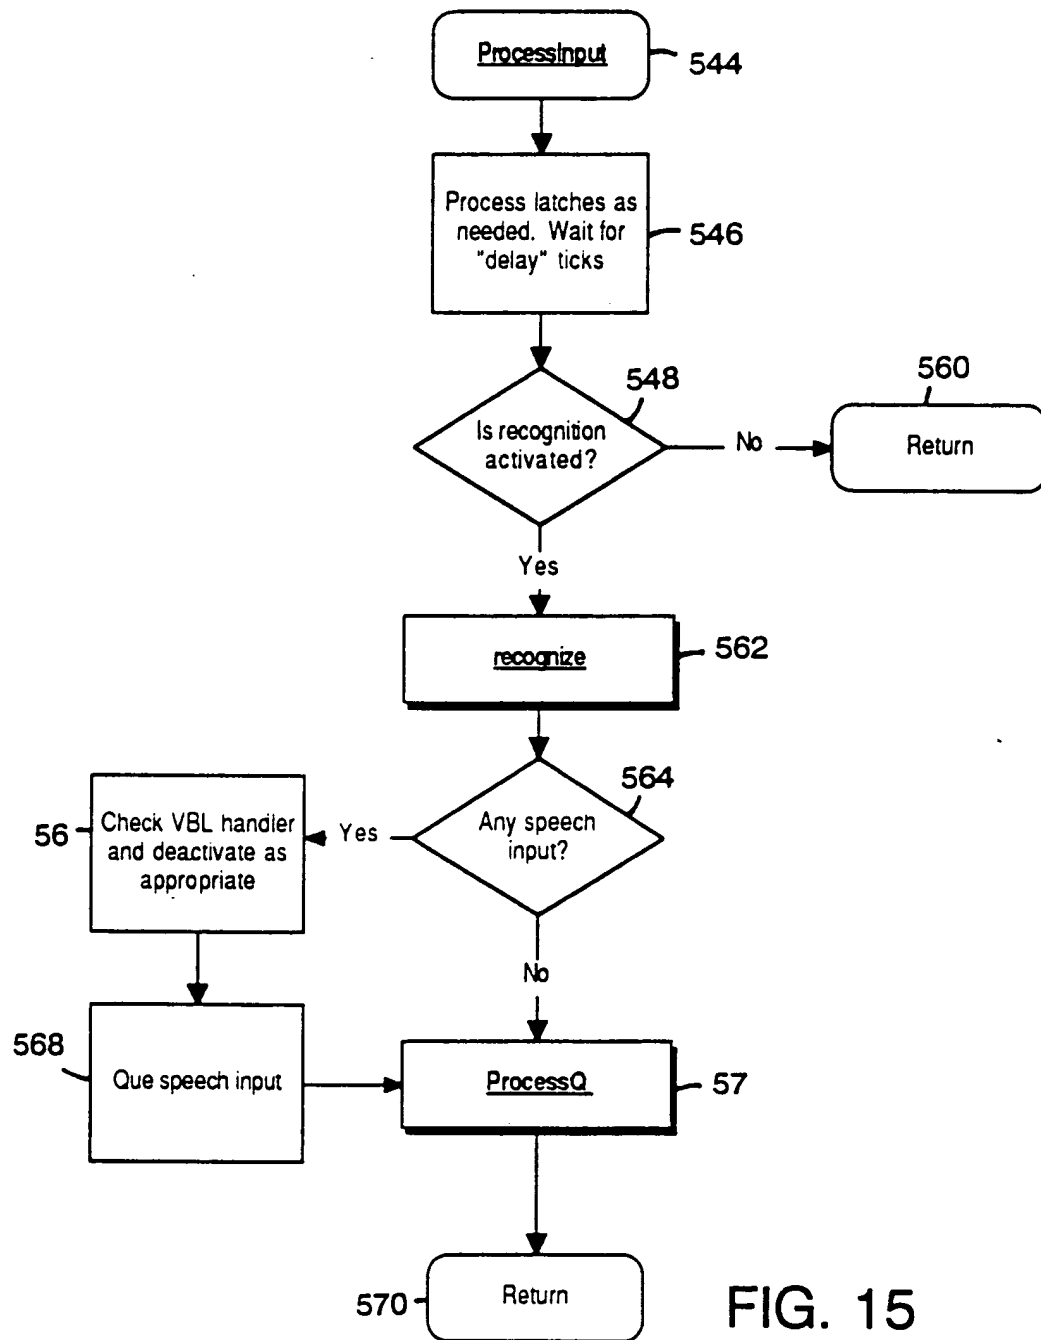 ProcessInput
544
Process latches as
needed. Wait for
"delay" ticks
546
548
Is recognition
activated?
No
560
Return
Yes
recognize
562
564
Any speech
input?
Yes
56
Check VBL handler
and deactivate as
appropriate
No
568
Que speech input
ProcessQ
57
570
Return
FIG. 15